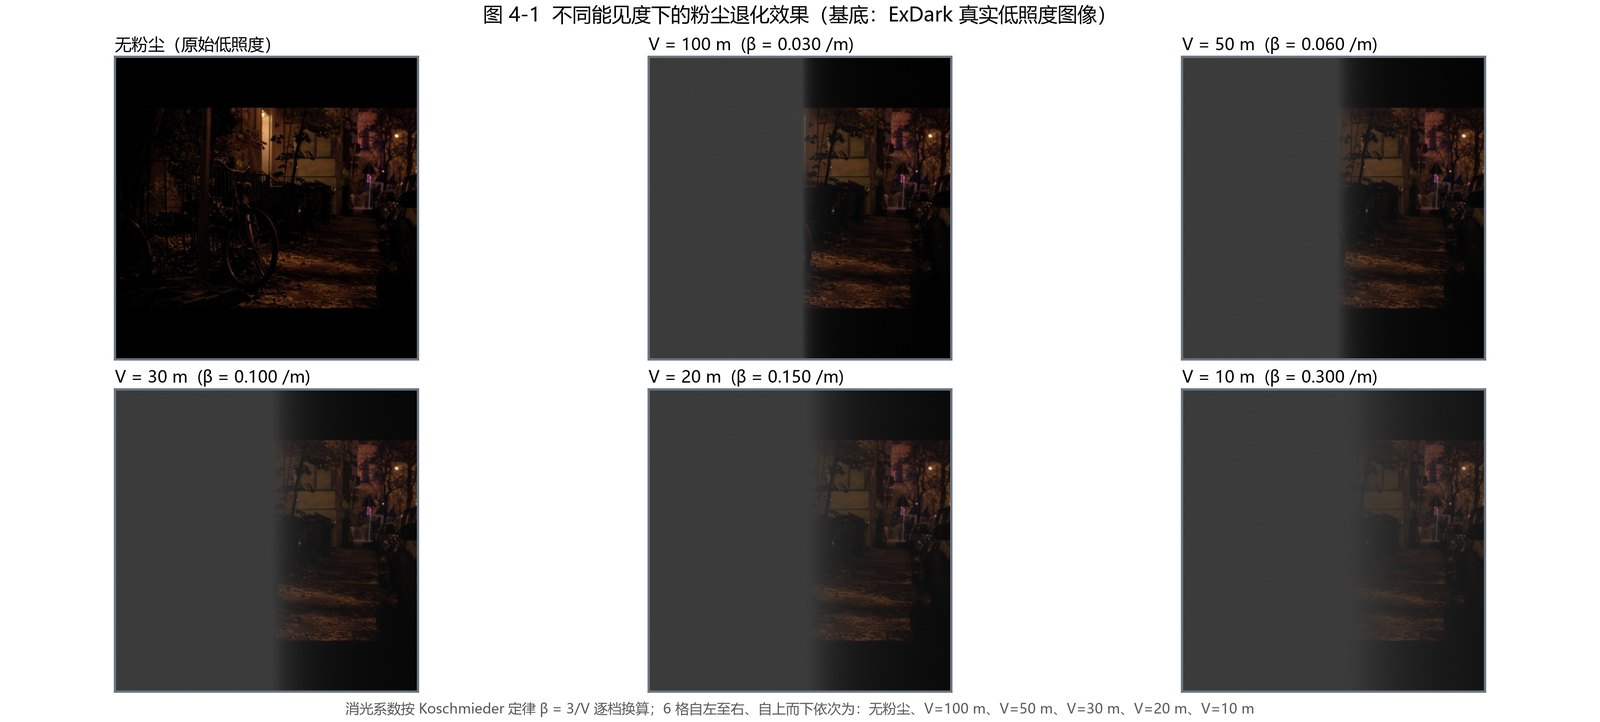 图 4-1 不同能见度下的粉尘退化效果（基底：ExDark 真实低照度图像）
无粉尘（原始低照度）
V = 100 m (β = 0.030 /m)
V = 50 m (β = 0.060 /m)
V = 30 m (β = 0.100 /m)
V = 20 m (β = 0.150 /m)
V = 10 m (β = 0.300 /m)
消光系数按 Koschmieder 定律 β = 3/V 逐档换算；6 格自左至右、自上而下依次为：无粉尘、V=100 m、V=50 m、V=30 m、V=20 m、V=10 m